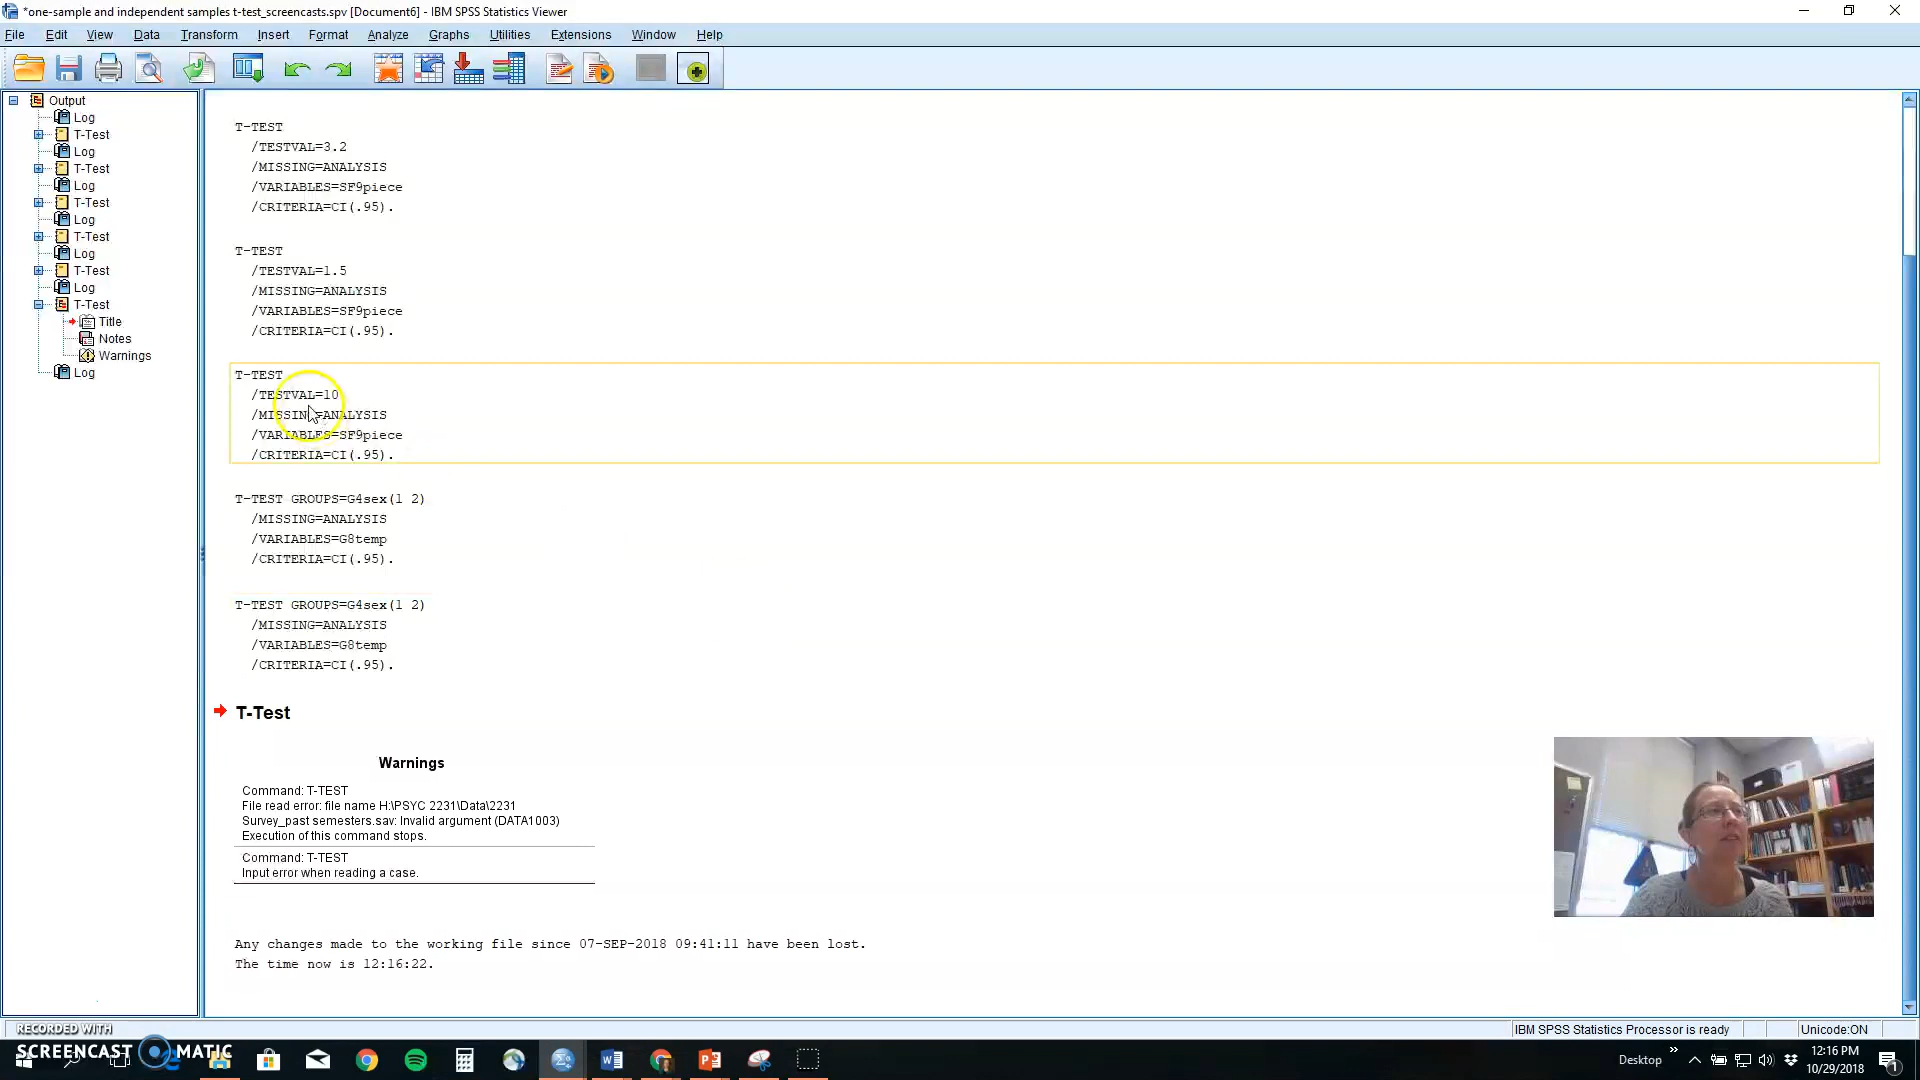 *one-sample and independent samples t-test_screencasts.spv [Document6] - IBM SPSS Statistics Viewer
File Edit View Data Transform Insert Format Analyze Graphs Utilities Extensions Window Help
Output
Log
T-Test
Log
T-Test
Log
T-Test
Log
T-Test
Log
T-Test
Log
T-Test
Title
Notes
Warnings
Log
T-TEST
/TESTVAL=3.2
/MISSING=ANALYSIS
/VARIABLES=SF9piece
/CRITERIA=CI(.95).
T-TEST
/TESTVAL=1.5
/MISSING=ANALYSIS
/VARIABLES=SF9piece
/CRITERIA=CI(.95).
T-TEST
/TESTVAL=10
/MISSING=ANALYSIS
/VARIABLES=SF9piece
/CRITERIA=CI(.95).
T-TEST GROUPS=G4sex(1 2)
/MISSING=ANALYSIS
/VARIABLES=G8temp
/CRITERIA=CI(.95).
T-TEST GROUPS=G4sex(1 2)
/MISSING=ANALYSIS
/VARIABLES=G8temp
/CRITERIA=CI(.95).
T-Test
Warnings
Command: T-TEST
File read error: file name H:\PSYC 2231\Data\2231
Survey_past semesters.sav: Invalid argument (DATA1003)
Execution of this command stops.
Command: T-TEST
Input error when reading a case.
Any changes made to the working file since 07-SEP-2018 09:41:11 have been lost.
The time now is 12:16:22.
IBM SPSS Statistics Processor is ready
Unicode:ON
RECORDED WITH
SCREENCAST MATIC
Desktop
12:16 PM
10/29/2018